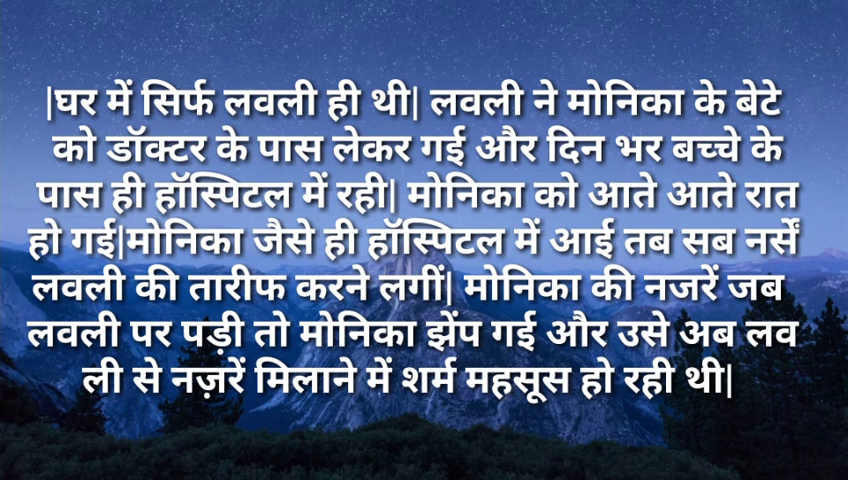 |घर में सिर्फ लवली ही थी| लवली ने मोनिका के बेटे
को डॉक्टर के पास लेकर गई और दिन भर बच्चे के
पास ही हॉस्पिटल में रही| मोनिका को आते आते रात
हो गई|मोनिका जैसे ही हॉस्पिटल में आई तब सब नर्सें
लवली की तारीफ करने लगीं| मोनिका की नजरें जब
लवली पर पड़ी तो मोनिका झेंप गई और उसे अब लव
ली से नज़रें मिलाने में शर्म महसूस हो रही थी|